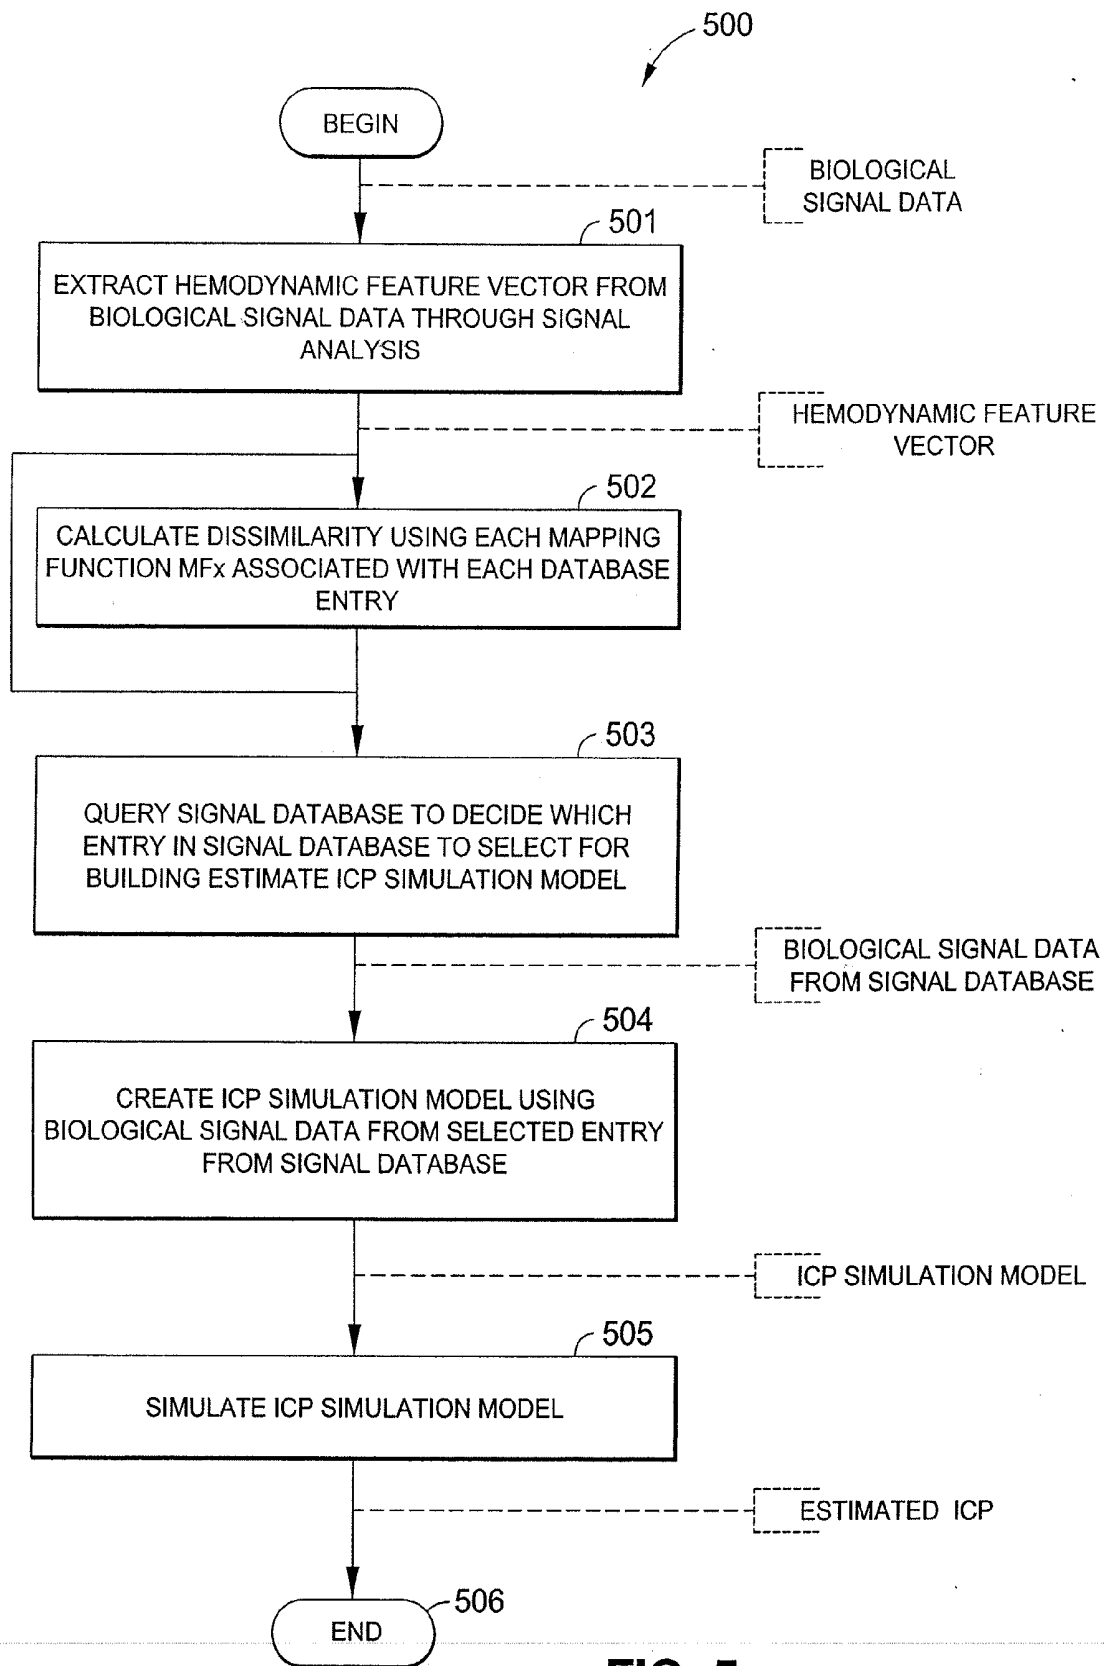 500
BEGIN
BIOLOGICAL
SIGNAL DATA
501
EXTRACT HEMODYNAMIC FEATURE VECTOR FROM
BIOLOGICAL SIGNAL DATA THROUGH SIGNAL
ANALYSIS
HEMODYNAMIC FEATURE
VECTOR
502
CALCULATE DISSIMILARITY USING EACH MAPPING
FUNCTION MFx ASSOCIATED WITH EACH DATABASE
ENTRY
503
QUERY SIGNAL DATABASE TO DECIDE WHICH
ENTRY IN SIGNAL DATABASE TO SELECT FOR
BUILDING ESTIMATE ICP SIMULATION MODEL
BIOLOGICAL SIGNAL DATA
FROM SIGNAL DATABASE
504
CREATE ICP SIMULATION MODEL USING
BIOLOGICAL SIGNAL DATA FROM SELECTED ENTRY
FROM SIGNAL DATABASE
ICP SIMULATION MODEL
505
SIMULATE ICP SIMULATION MODEL
ESTIMATED ICP
506
END